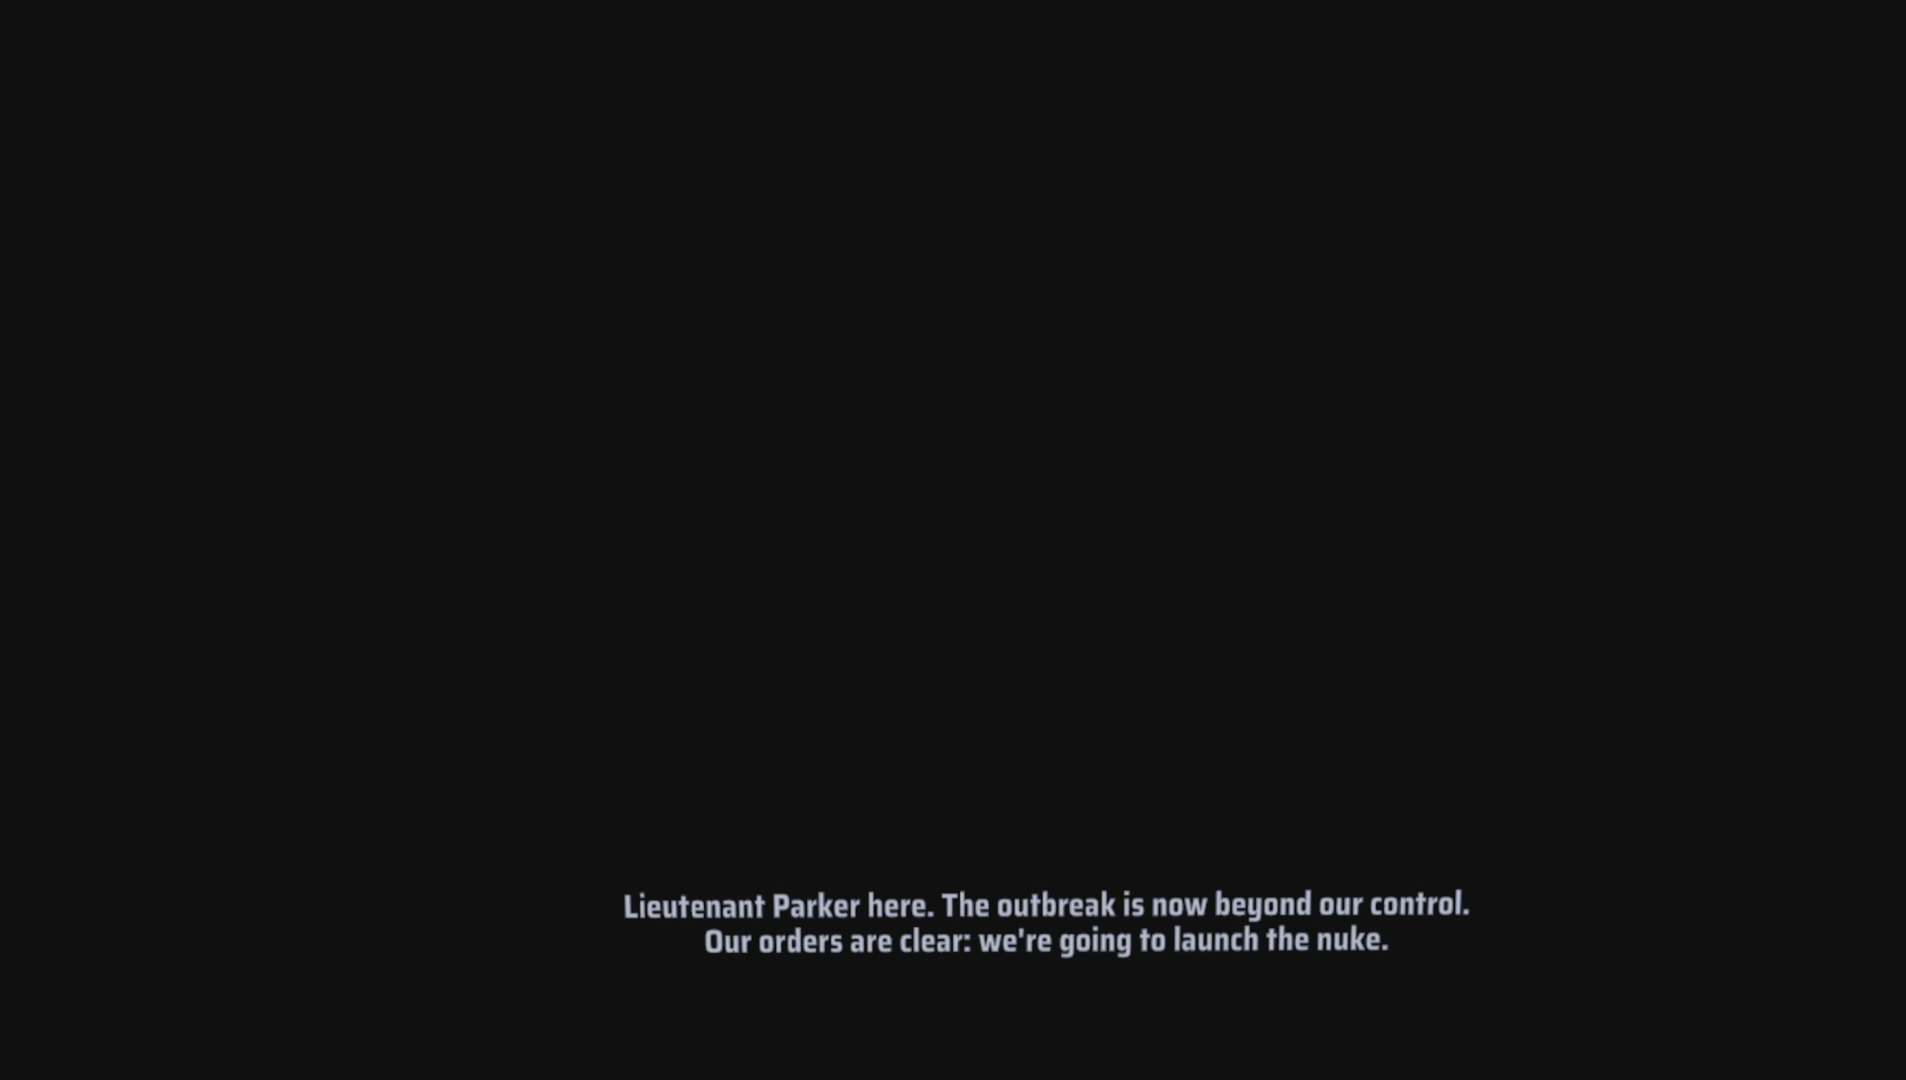 Lieutenant Parker here. The outbreak is now beyond our control.
Our orders are clear: we're going to launch the nuke.